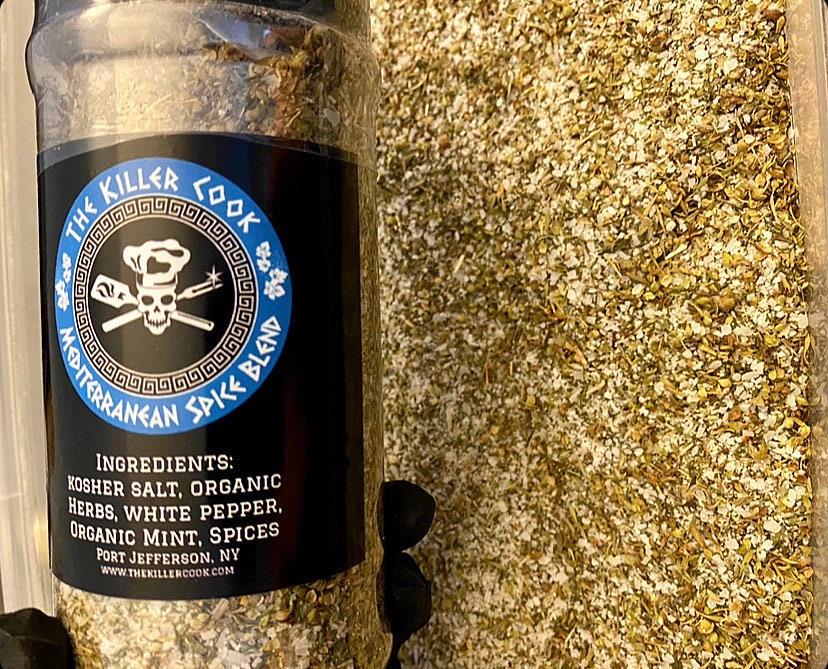 THE KILLER COOK
MEDITERRANEAN SPICE BLEND
INGREDIENTS:
KOSHER SALT, ORGANIC
HERBS, WHITE PEPPER,
ORGANIC MINT, SPICES
PORT JEFFERSON, NY
WWW.THEKILLERCOOK.COM